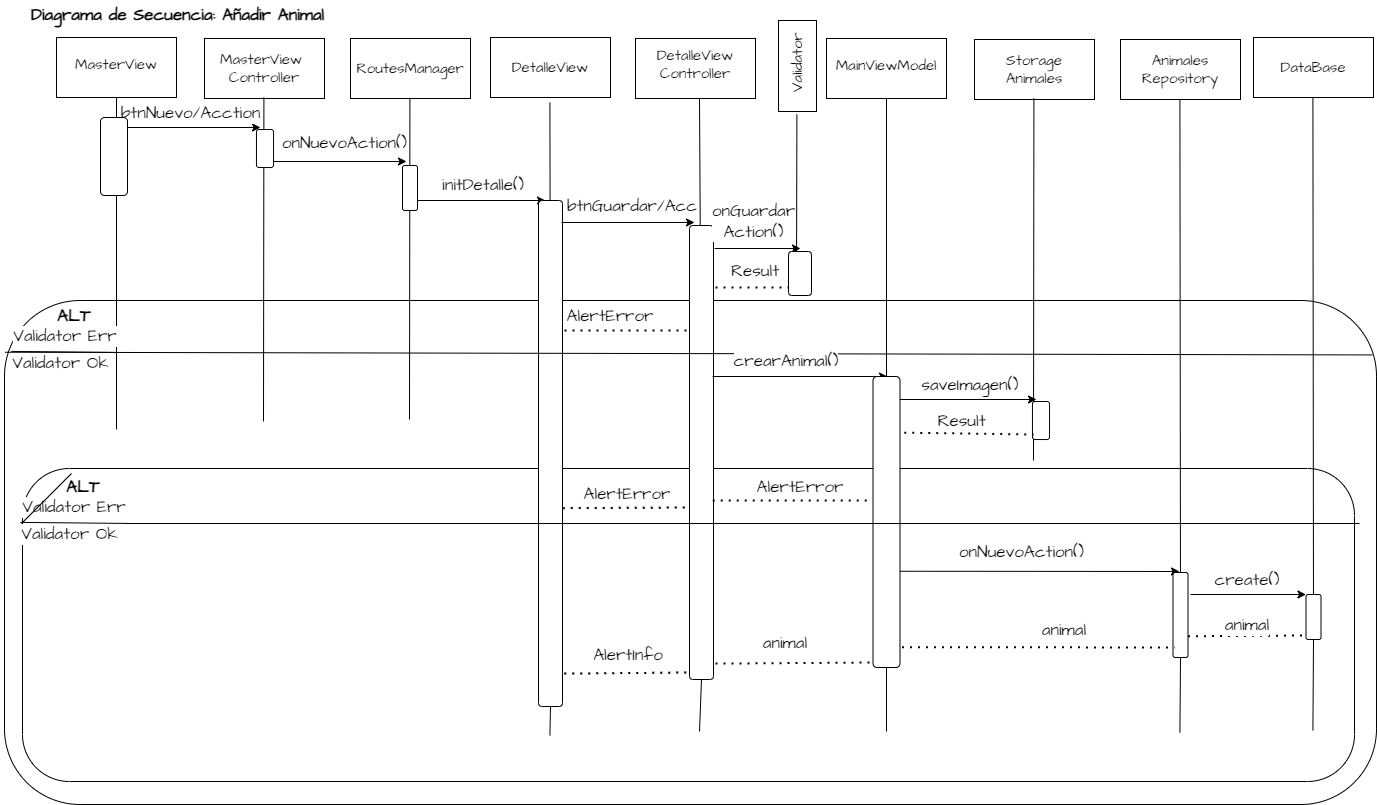 Diagrama de Secuencia: Añadir Animal
MasterView
MasterView
Controller
RoutesManager
DetalleView
DetalleView
Controller
Validator
MainViewModel
Storage
Animales
Animales
Repository
DataBase
btnNuevo/Acction
onNuevoAction()
initDetalle()
btnGuardar/Acc
onGuardar
Action()
Result
ALT
AlertError
Validator Err
Validator Ok
crearAnimal()
saveImagen()
Result
ALT
AlertError
AlertError
Validator Err
Validator Ok
onNuevoAction()
create()
animal
animal
animal
AlertInfo